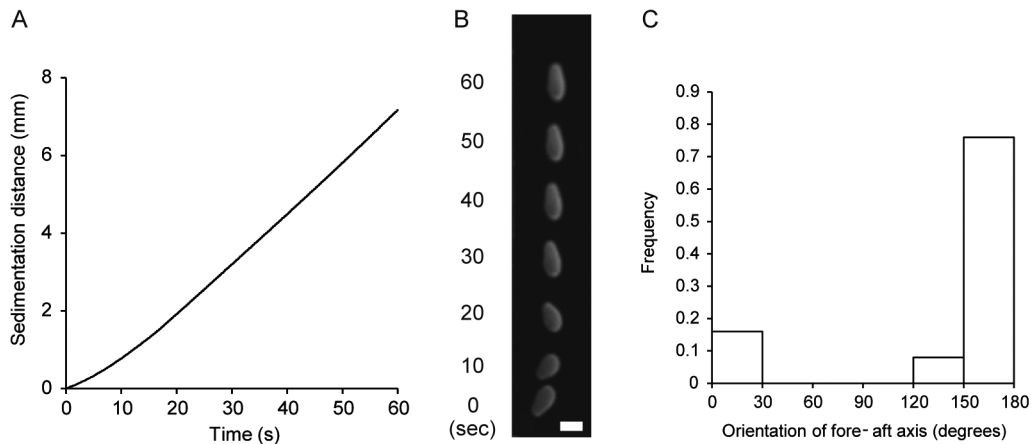 A
Sedimentation distance (mm)
8
6
4
2
0
0 10 20 30 40 50 60
Time (s)
B
60
50
40
30
20
10
0
(sec)
C
Frequency
0.9
0.8
0.7
0.6
0.5
0.4
0.3
0.2
0.1
0
0 30 60 90 120 150 180
Orientation of fore- aft axis (degrees)